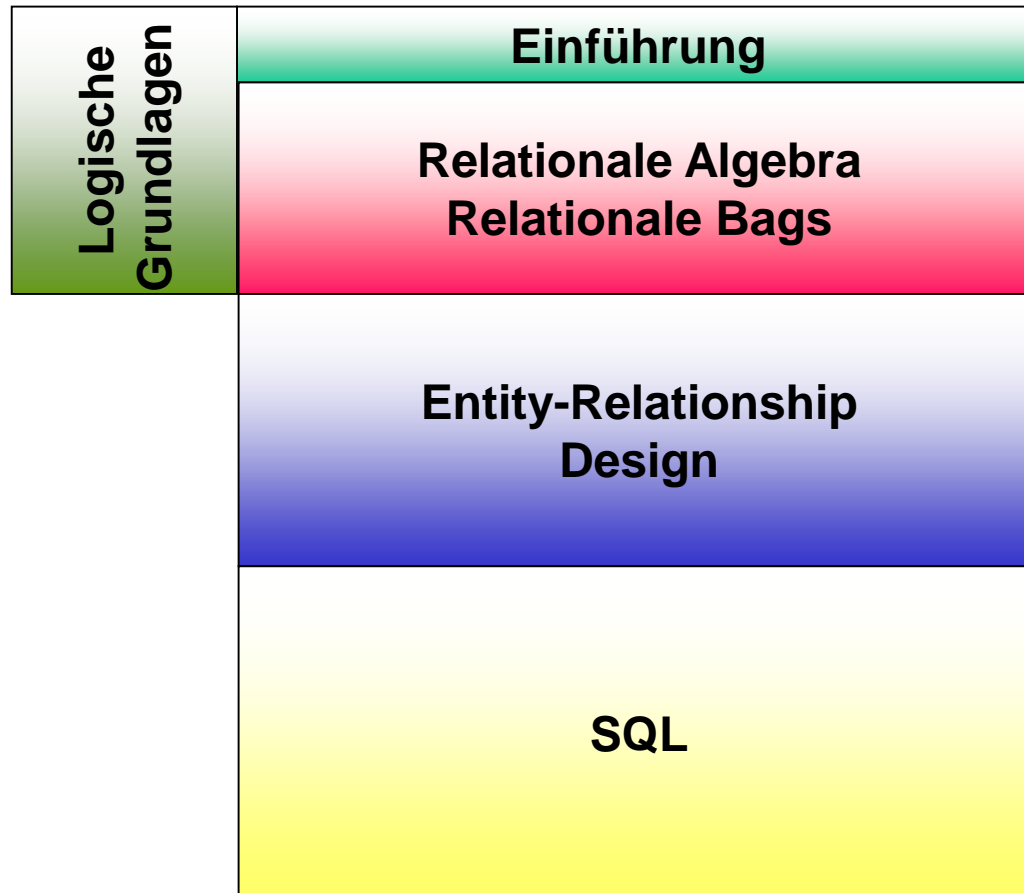 Logische
Grundlagen
Einführung
Relationale Algebra
Relationale Bags
Entity-Relationship
Design
SQL